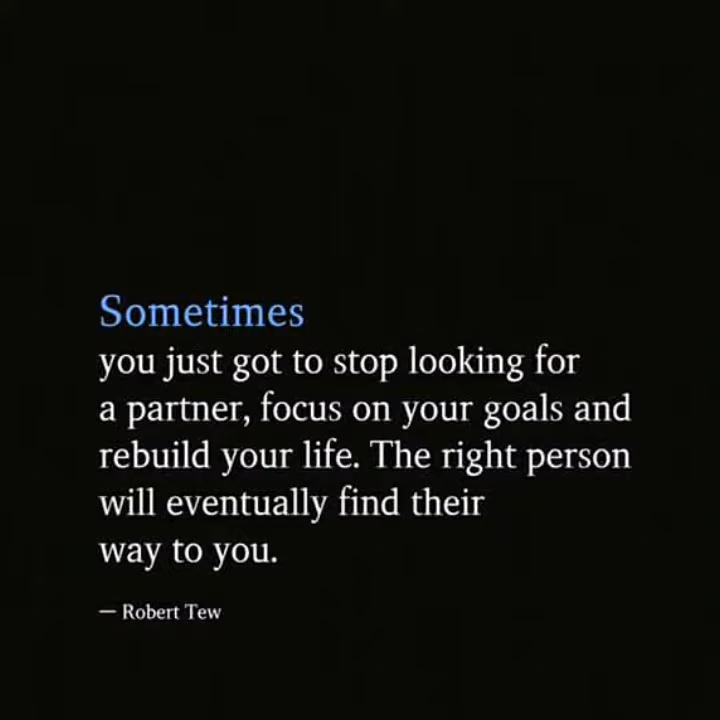 Sometimes
you just got to stop looking for
a partner, focus on your goals and
rebuild your life. The right person
will eventually find their
way to you.
— Robert Tew